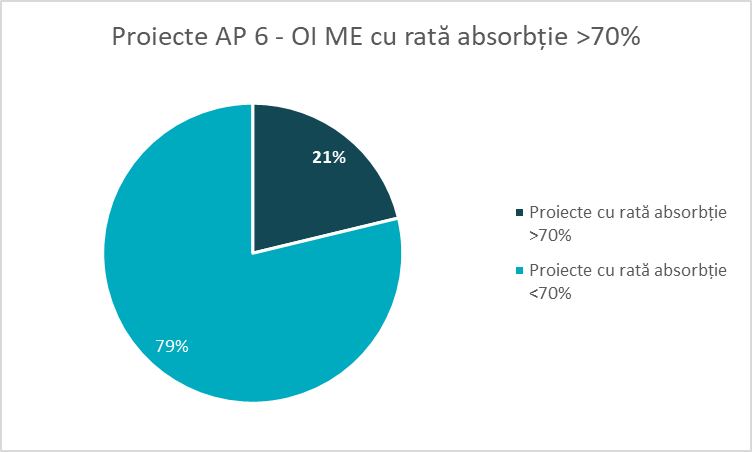 Proiecte AP 6 - OI ME cu rată absorbție >70%
21%
79%
Proiecte cu rată absorbție
>70%
Proiecte cu rată absorbție
<70%